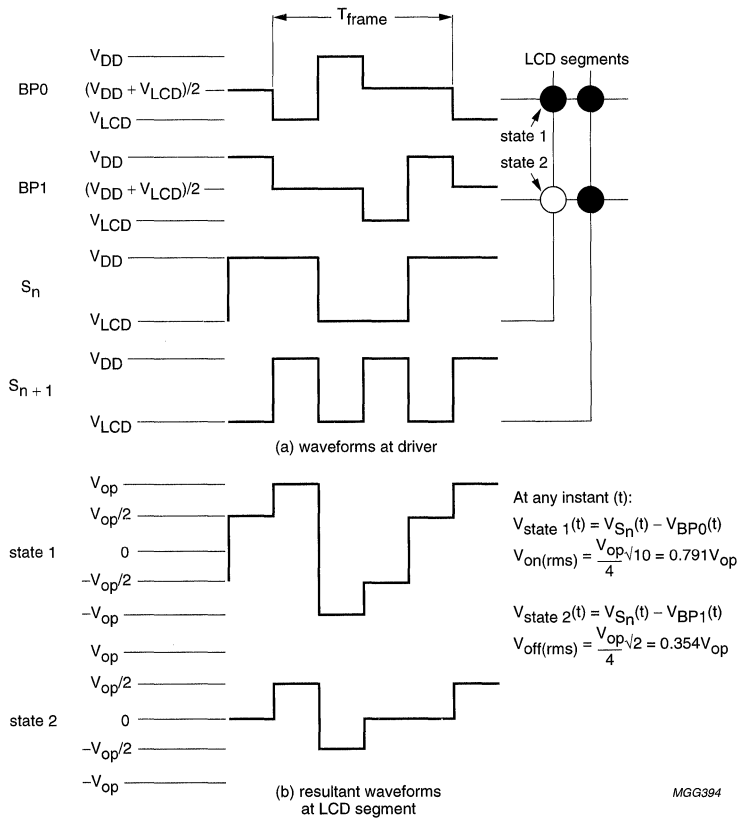 Tframe
VDD
BP0 (VDD + VLCD)/2
VLCD
LCD segments
state 1
state 2
VDD
BP1 (VDD + VLCD)/2
VLCD
VDD
Sn
VLCD
VDD
Sn + 1
VLCD
(a) waveforms at driver
Vop
Vop/2
state 1 0
−Vop/2
−Vop
At any instant (t):
Vstate 1(t) = VSn(t) − VBP0(t)
Von(rms) = Vop/4 √10 = 0.791Vop
Vstate 2(t) = VSn(t) − VBP1(t)
Voff(rms) = Vop/4 √2 = 0.354Vop
Vop
Vop/2
state 2 0
−Vop/2
−Vop
(b) resultant waveforms
at LCD segment
MGG394